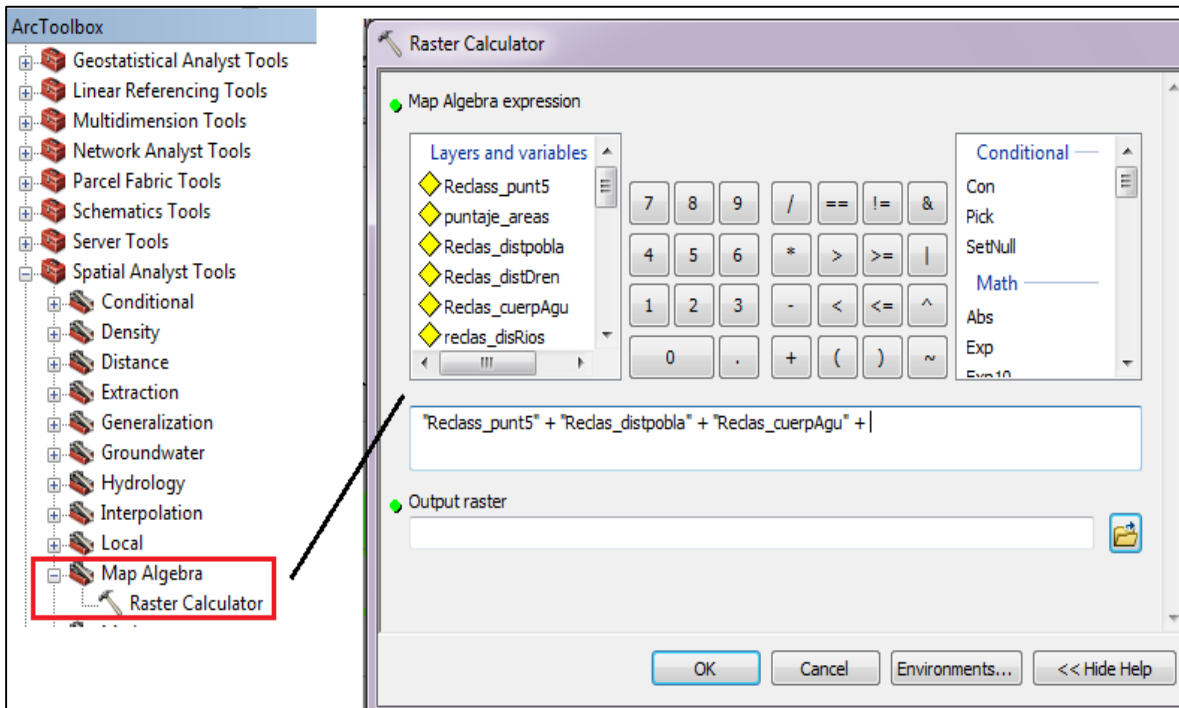 ArcToolbox
Geostatistical Analyst Tools
Linear Referencing Tools
Multidimension Tools
Network Analyst Tools
Parcel Fabric Tools
Schematics Tools
Server Tools
Spatial Analyst Tools
Conditional
Density
Distance
Extraction
Generalization
Groundwater
Hydrology
Interpolation
Local
Map Algebra
Raster Calculator
Raster Calculator
Map Algebra expression
Layers and variables
Reclass_punt5
puntaje_areas
Reclas_distpobla
Reclas_distDren
Reclas_cuerpAgu
reclas_disRios
7 8 9 / == != &
4 5 6 * > >= |
1 2 3 - < <= ^
0 . + ( ) ~
Conditional
Con
Pick
SetNull
Math
Abs
Exp
Exp10
"Reclass_punt5" + "Reclas_distpobla" + "Reclas_cuerpAgu" +
Output raster
OK Cancel Environments... << Hide Help